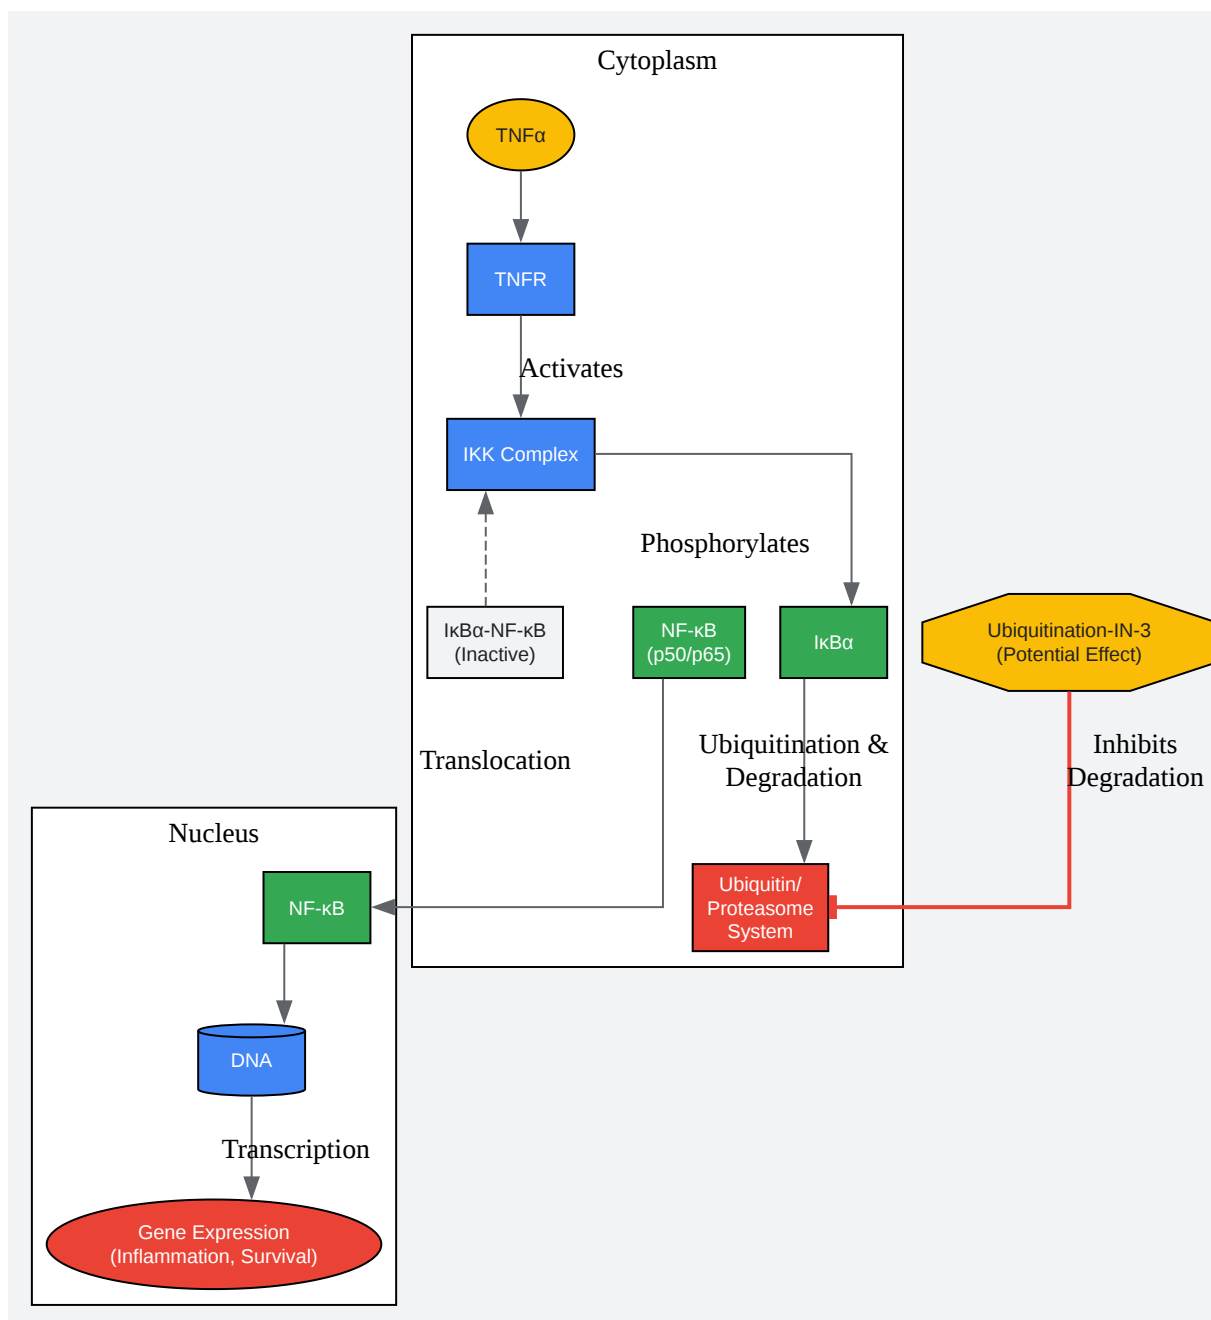 Cytoplasm
TNFα
TNFR
Activates
IKK Complex
Phosphorylates
IκBα-NF-κB
(Inactive)
NF-κB
(p50/p65)
IκBα
Ubiquitination-IN-3
(Potential Effect)
Translocation
Ubiquitination &
Degradation
Inhibits
Degradation
Nucleus
NF-κB
Ubiquitin/
Proteasome
System
DNA
Transcription
Gene Expression
(Inflammation, Survival)